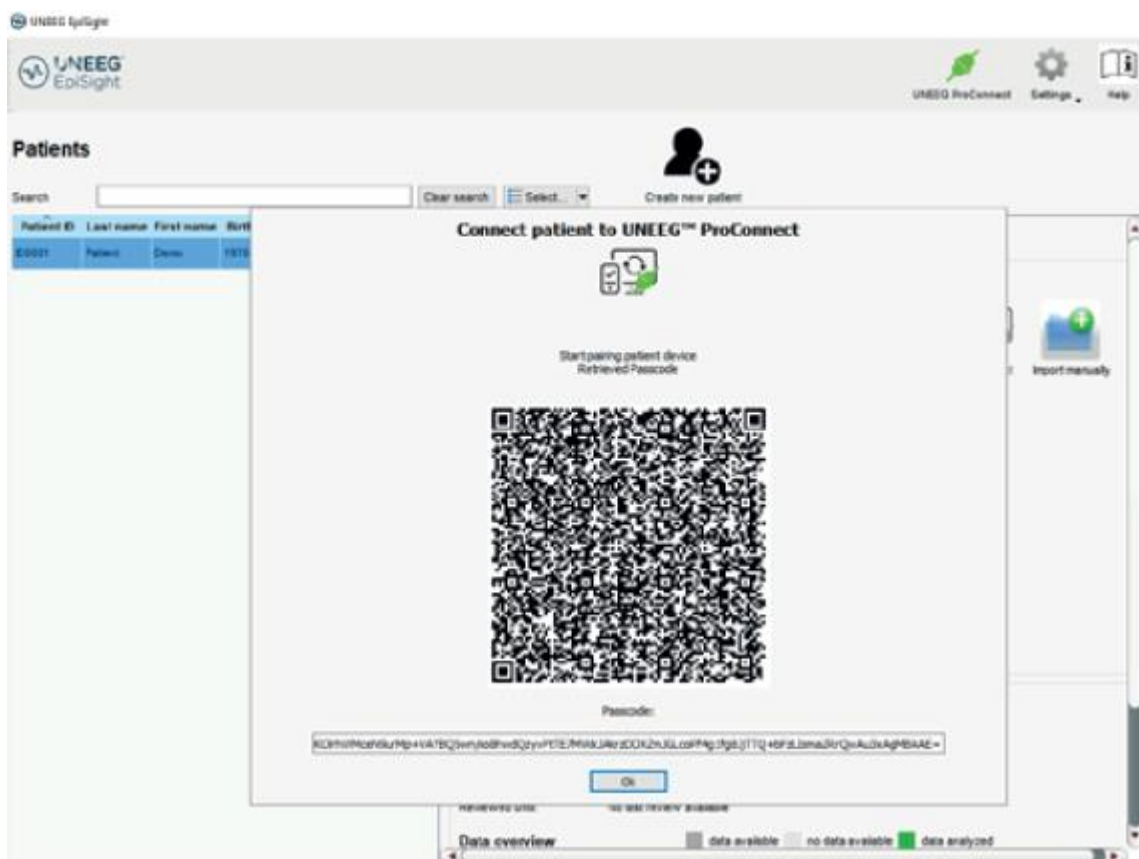 UNEEG EpiSight
UNEEG
EpiSight
UNEEG ProConnect
Settings
Help
Patients
Search
Clear search
Select...
Create new patient
Patient ID Last name First name
Patient Demo
Connect patient to UNEEG™ ProConnect
Start pairing patient device
Retrieved Passcode
Import manually
Passcode:
Ok
Data overview
data available
no data available
data analyzed